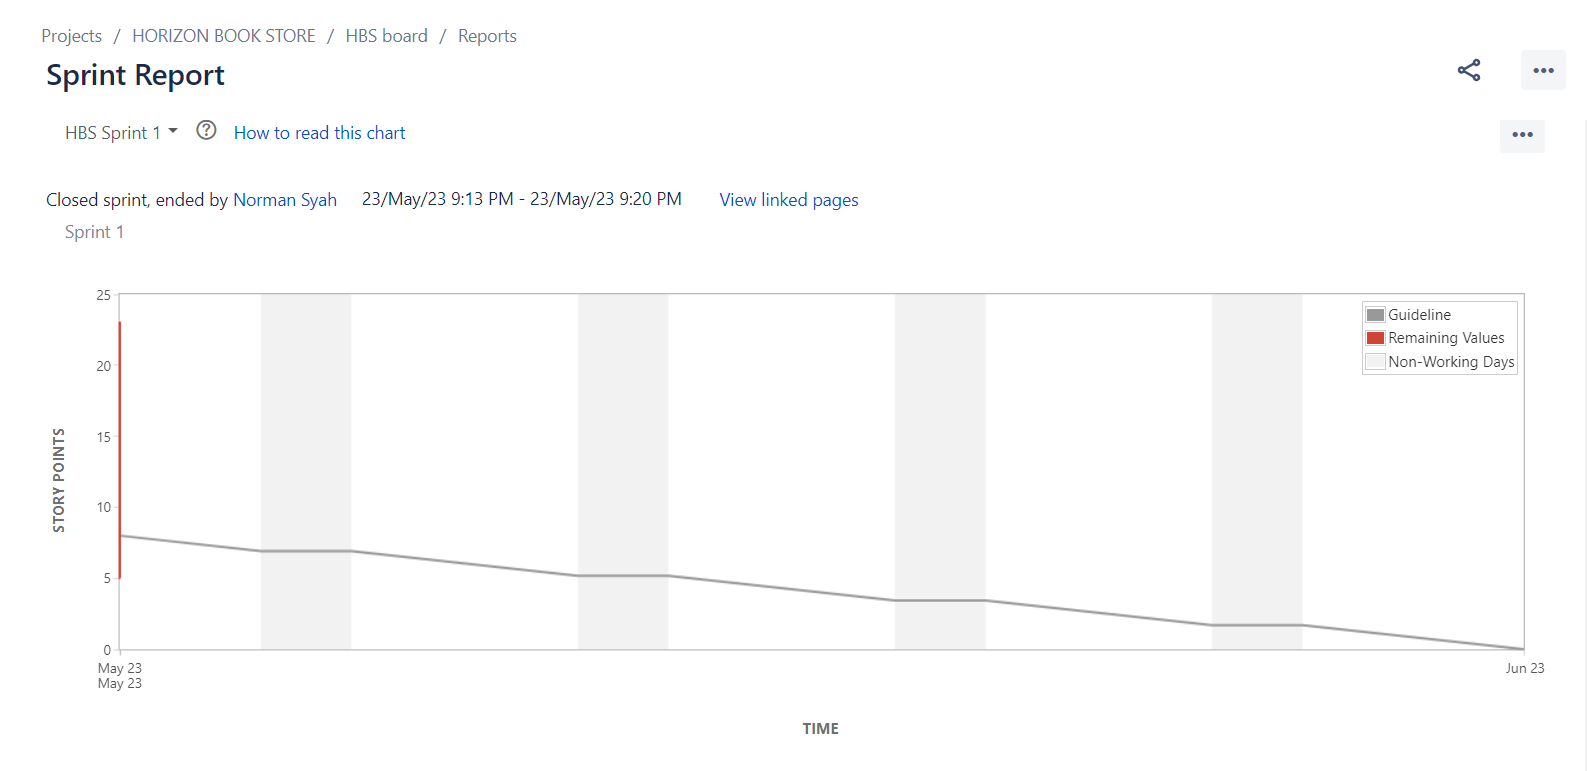 Projects / HORIZON BOOK STORE / HBS board / Reports
Sprint Report
HBS Sprint 1
How to read this chart
Closed sprint, ended by Norman Syah 23/May/23 9:13 PM - 23/May/23 9:20 PM View linked pages
Sprint 1
25
20
15
10
5
0
STORY POINTS
Guideline
Remaining Values
Non-Working Days
May 23 Jun 23
May 23
TIME